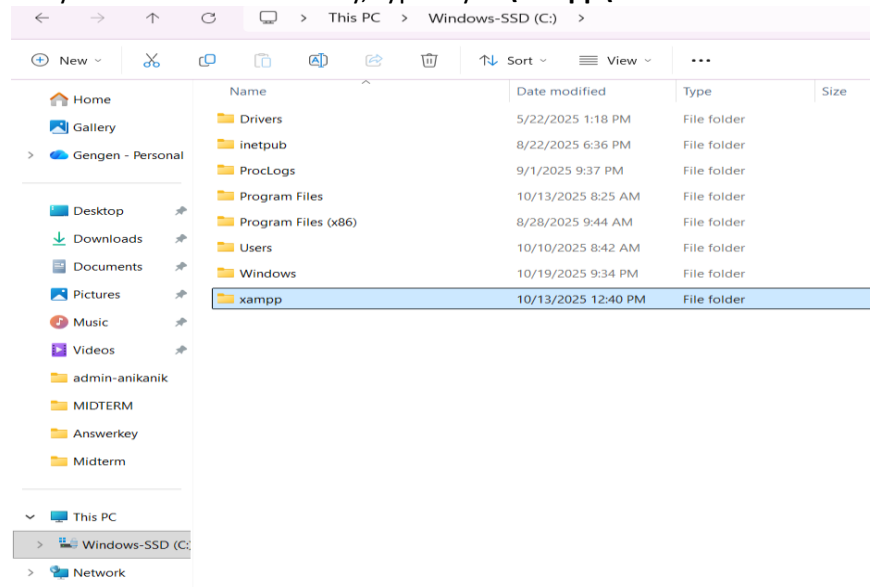 This PC > Windows-SSD (C:) >
New Sort View ...
Name Date modified Type Size
Home
Gallery
Gengen - Personal
Desktop
Downloads
Documents
Pictures
Music
Videos
admin-anikanik
MIDTERM
Answerkey
Midterm
This PC
Windows-SSD (C:
Network
Drivers 5/22/2025 1:18 PM File folder
inetpub 8/22/2025 6:36 PM File folder
ProcLogs 9/1/2025 9:37 PM File folder
Program Files 10/13/2025 8:25 AM File folder
Program Files (x86) 8/28/2025 9:44 AM File folder
Users 10/10/2025 8:42 AM File folder
Windows 10/19/2025 9:34 PM File folder
xampp 10/13/2025 12:40 PM File folder